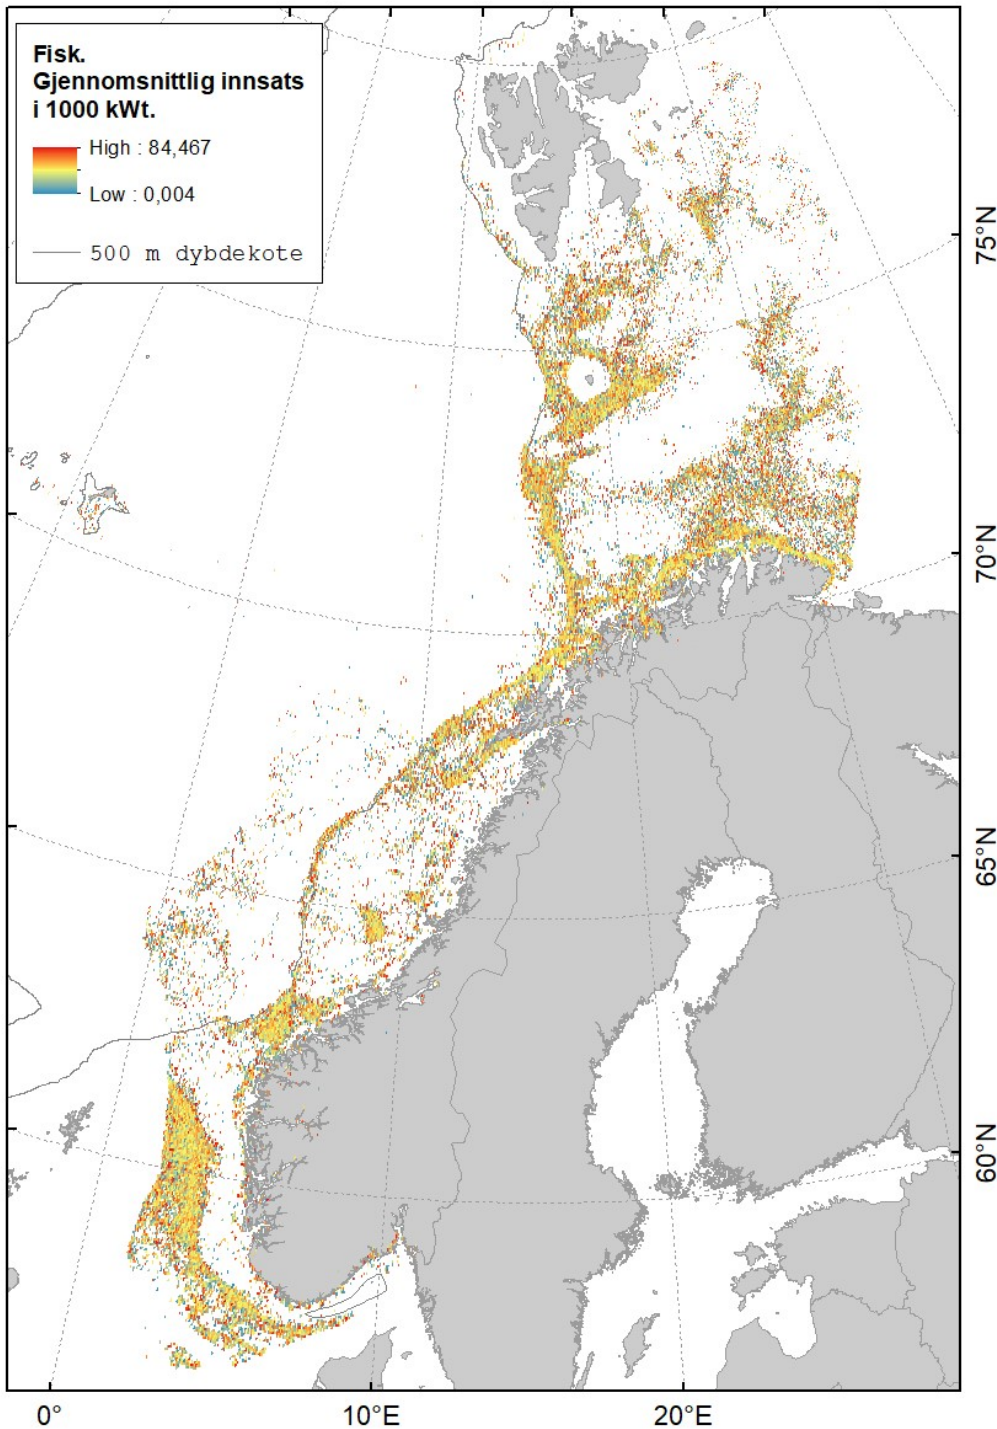 Fisk.
Gjennomsnittlig innsats
i 1000 kWt.
High : 84,467
Low : 0,004
500 m dybdekote
75°N
70°N
65°N
60°N
0°
10°E
20°E